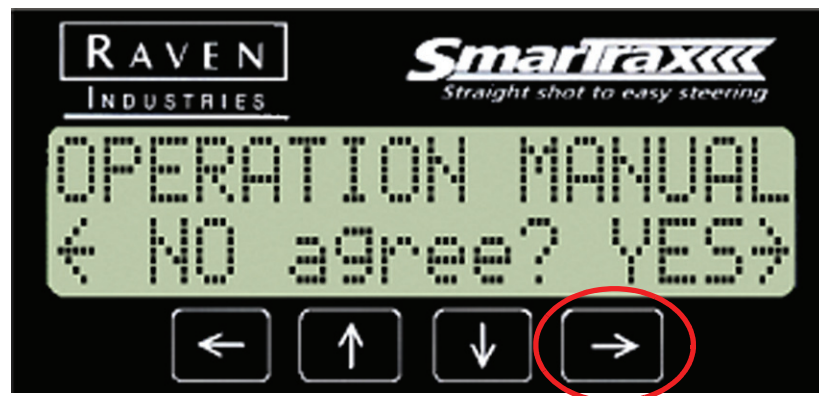 RAVEN
INDUSTRIES
SmarTrax
Straight shot to easy steering
OPERATION MANUAL
← NO agree? YES→
← ↑ ↓ →